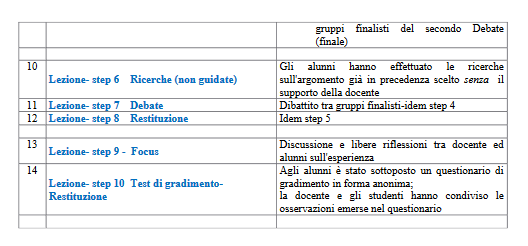 gruppi finalisti del secondo Debate
(finale)
10
Lezione- step 6 Ricerche (non guidate)
Gli alunni hanno effettuato le ricerche
sull'argomento già in precedenza scelto senza il
supporto della docente
11 Lezione- step 7 Debate Dibattito tra gruppi finalisti-idem step 4
12 Lezione- step 8 Restituzione Idem step 5
13
Lezione- step 9 - Focus
Discussione e libere riflessioni tra docente ed
alunni sull'esperienza
14
Lezione- step 10 Test di gradimento-
Restituzione
Agli alunni è stato sottoposto un questionario di
gradimento in forma anonima;
la docente e gli studenti hanno condiviso le
osservazioni emerse nel questionario